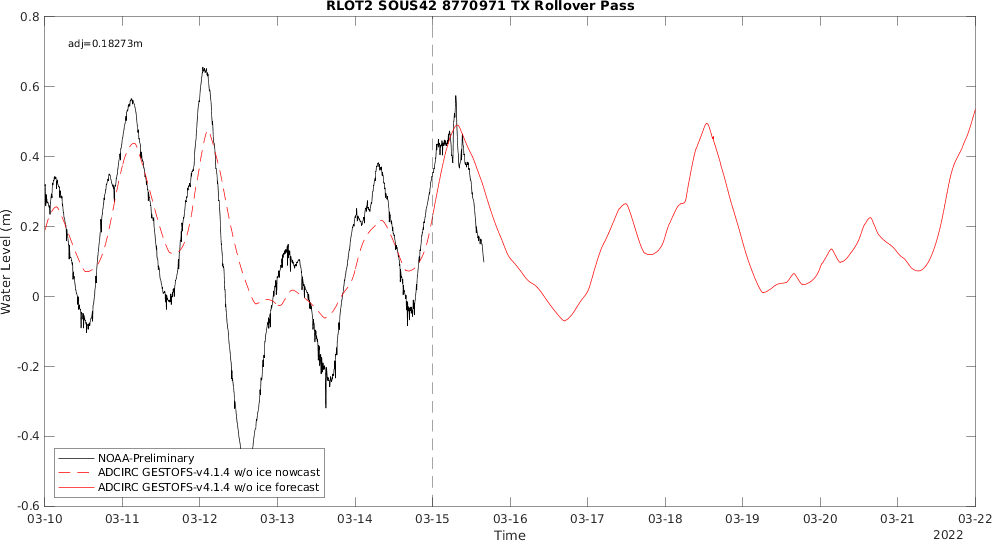 RLOT2 SOUS42 8770971 TX Rollover Pass
adj=0.18273m
0.8
0.6
0.4
0.2
0
-0.2
-0.4
-0.6
Water Level (m)
NOAA-Preliminary
ADCIRC GESTOFS-v4.1.4 w/o ice nowcast
ADCIRC GESTOFS-v4.1.4 w/o ice forecast
03-10 03-11 03-12 03-13 03-14 03-15 03-16 03-17 03-18 03-19 03-20 03-21 03-22
Time
2022